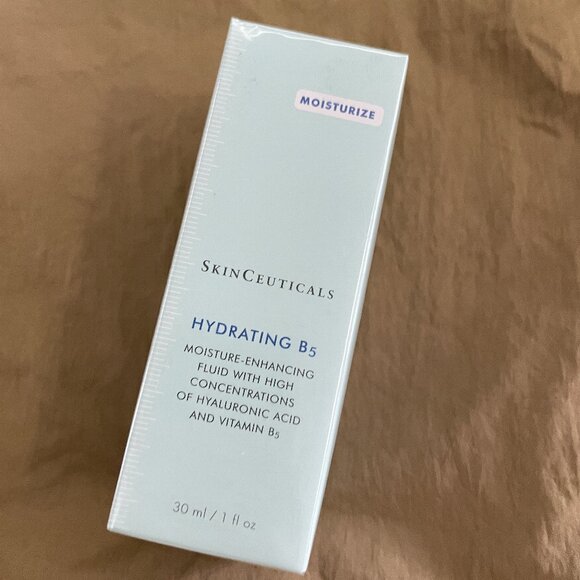 MOISTURIZE
SKINCEUTICALS
HYDRATING B5
MOISTURE-ENHANCING
FLUID WITH HIGH
CONCENTRATIONS
OF HYALURONIC ACID
AND VITAMIN B5
30 ml / 1 fl oz